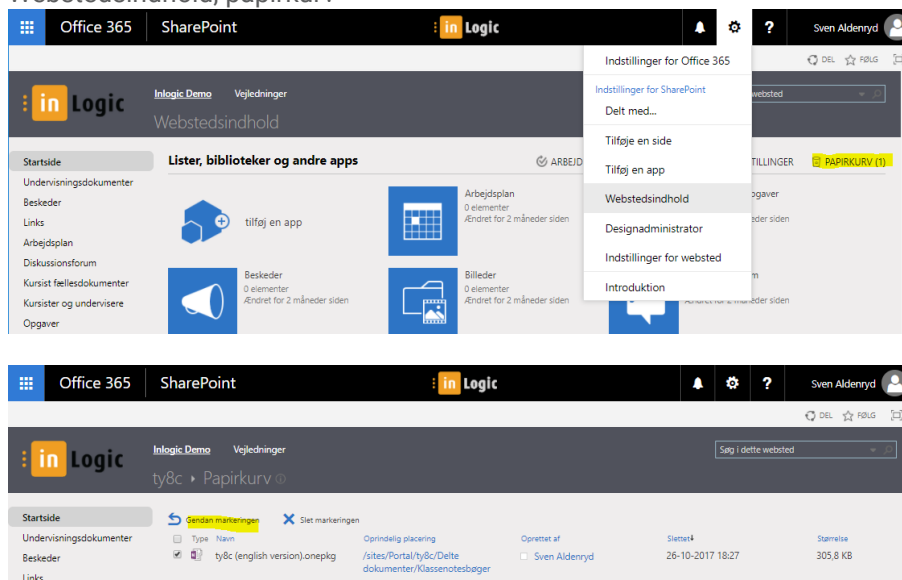 Office 365 SharePoint in Logic ? Sven Aldenryd
Indstillinger for Office 365
DEL FØLG
Indstillinger for SharePoint
Delt med...
Tilføje en side
Tilføj en app
Webstedsindhold
Designadministrator
Indstillinger for websted
Introduktion
in Logic
Inlogic Demo Vejledninger
websted
Webstedsindhold
Startside
Undervisningsdokumenter
Beskeder
Links
Arbejdsplan
Diskussionsforum
Kursist fællesdokumenter
Kursister og undervisere
Opgaver
Lister, biblioteker og andre apps
ARBEJD
TILLINGER
PAPIRKURV (1)
tilføj en app
Arbejdsplan
0 elementer
Ændret for 2 måneder siden
Beskeder
0 elementer
Ændret for 2 måneder siden
Billeder
0 elementer
Ændret for 2 måneder siden
Office 365 SharePoint in Logic ? Sven Aldenryd
DEL FØLG
in Logic
Inlogic Demo Vejledninger
Søg i dette websted
ty8c Papirkurv
Startside
Undervisningsdokumenter
Beskeder
Links
Gendan markeringen Slet markeringen
Type Navn Oprindelig placering Oprettet af Slettet Størrelse
ty8c (english version).onepkg /sites/Portal/ty8c/Delte Sven Aldenryd 26-10-2017 18:27 305,8 KB
dokumenter/Klassenotesbøger